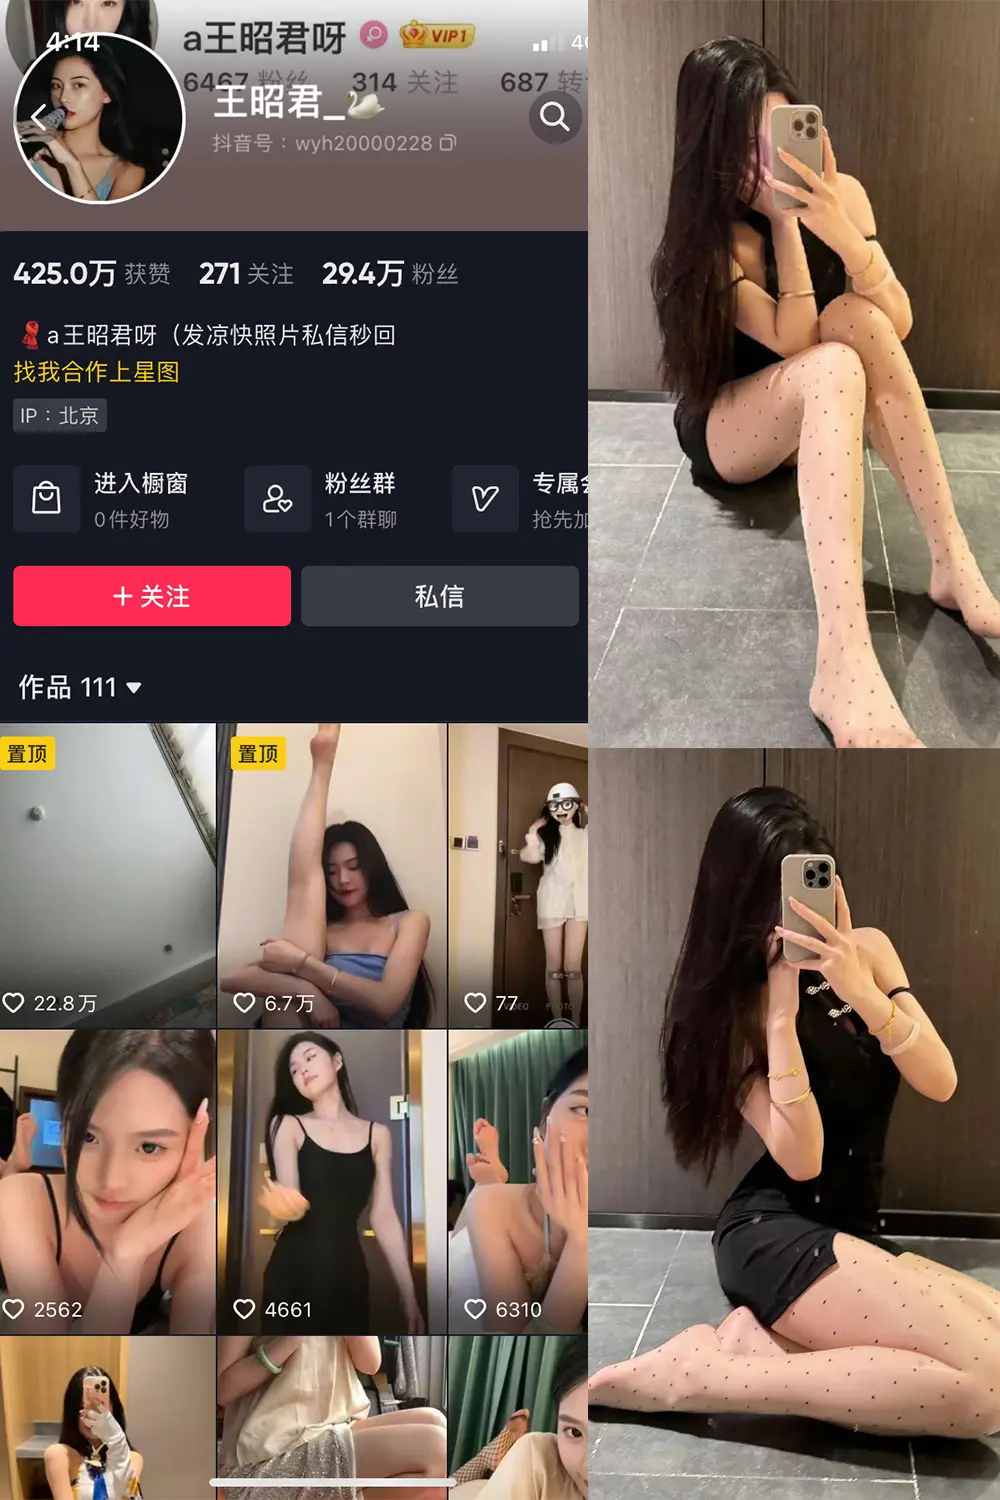 4:14
a王昭君呀
VIP1
6467 粉丝 314 关注 687
王昭君_
抖音号：wyh20000228
425.0万 获赞 271 关注 29.4万 粉丝
a王昭君呀（发凉快照片私信秒回
找我合作上星图
IP：北京
进入橱窗
0件好物
粉丝群
1个群聊
专属
抢先加
+ 关注
私信
作品 111
置顶
置顶
22.8万
6.7万
77
VIDEO PHOTO
2562
4661
6310